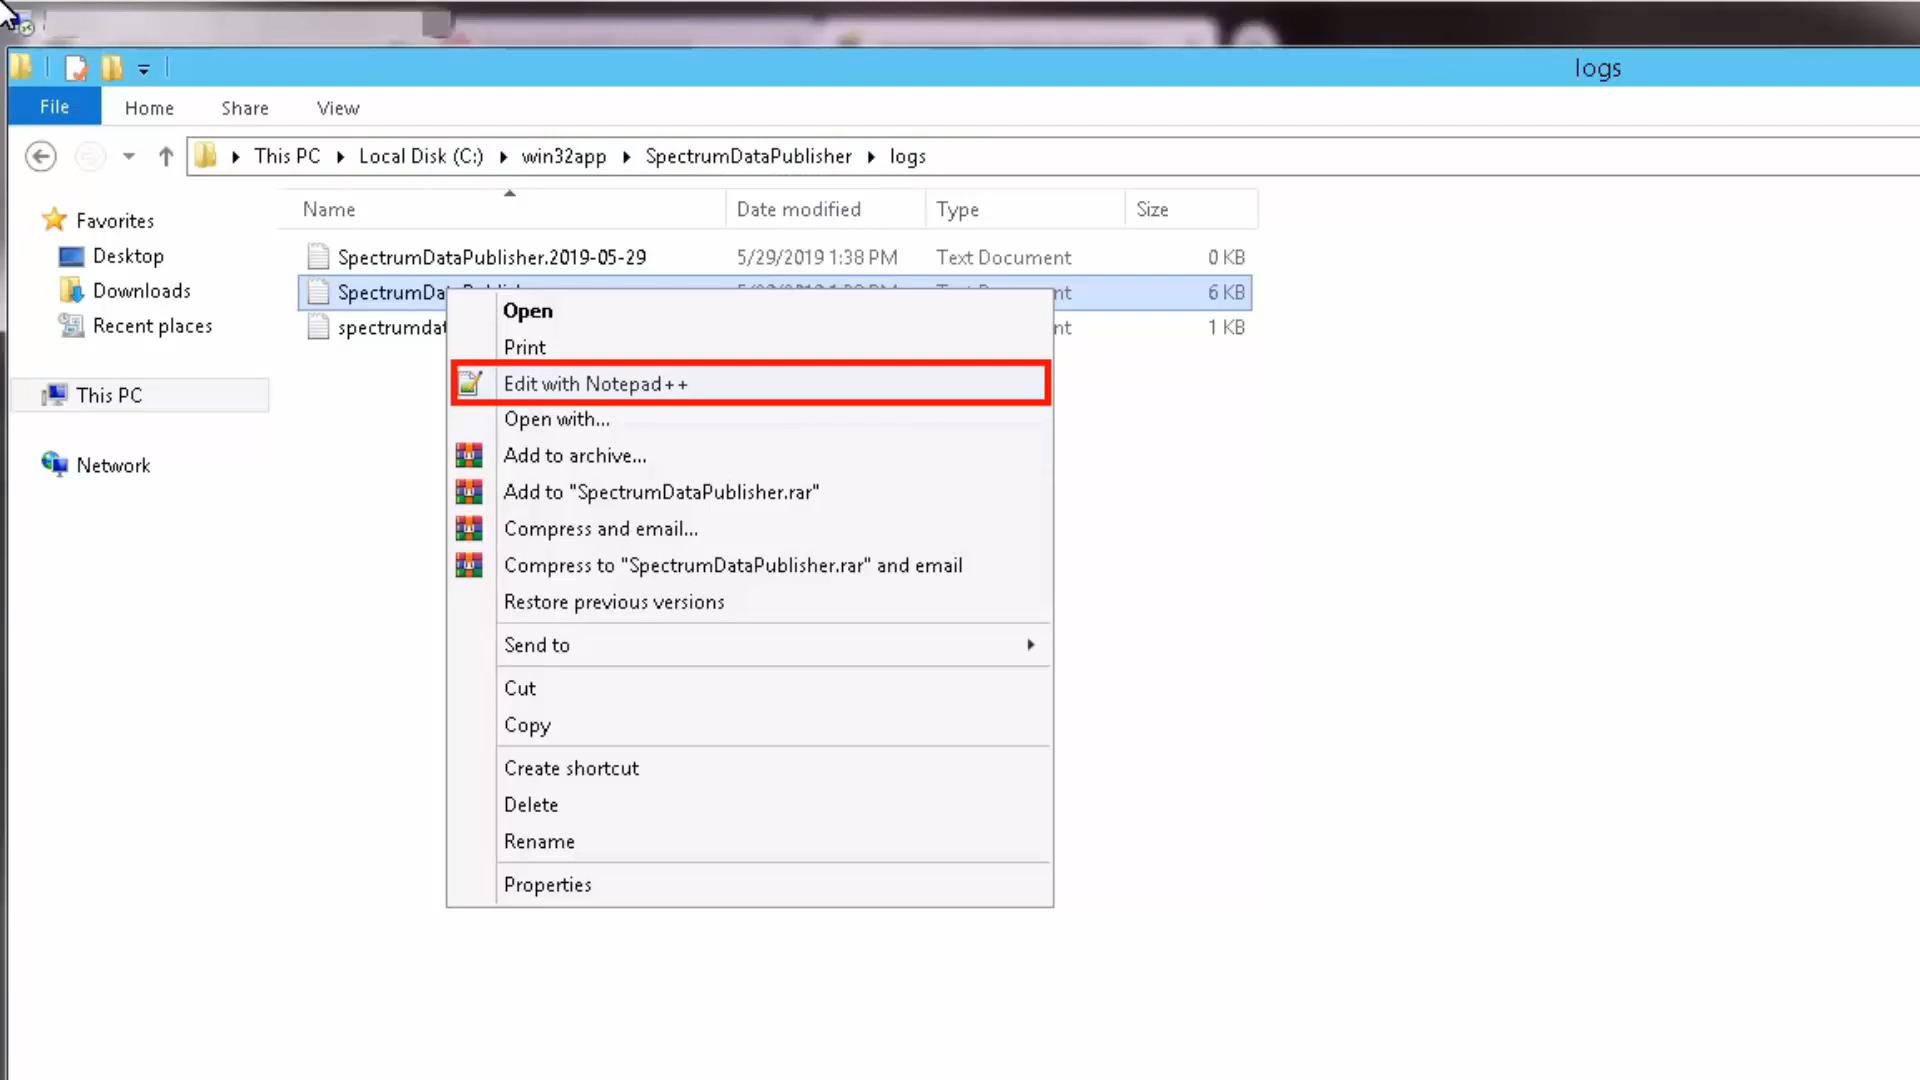 logs
File Home Share View
This PC Local Disk (C:) win32app SpectrumDataPublisher logs
Name Date modified Type Size
Favorites
Desktop
Downloads
Recent places
This PC
Network
SpectrumDataPublisher.2019-05-29 5/29/2019 1:38 PM Text Document 0 KB
6 KB
1 KB
Open
Print
Edit with Notepad++
Open with...
Add to archive...
Add to "SpectrumDataPublisher.rar"
Compress and email...
Compress to "SpectrumDataPublisher.rar" and email
Restore previous versions
Send to
Cut
Copy
Create shortcut
Delete
Rename
Properties